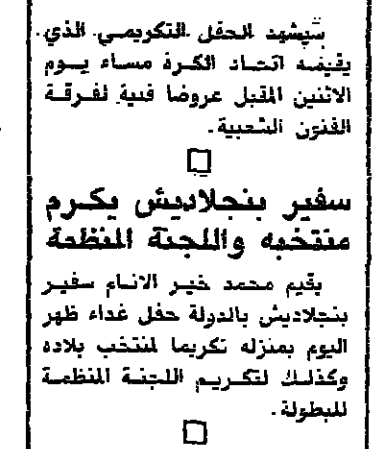 سيشهد الحفل التكريمي الذي
يقيمه اتحاد الكرة مساء يوم
الاثنين المقبل عروضا فنية لفرقة
الفنون الشعبية.
سفير بنجلاديش يكرم
منتخبه واللجنة المنظمة
يقيم محمد خير الانام سفير
بنجلاديش بالدولة حفل غداء ظهر
اليوم بمنزله تكريما لمنتخب بلاده
وكذلك لتكريم اللجنة المنظمة
للبطولة.